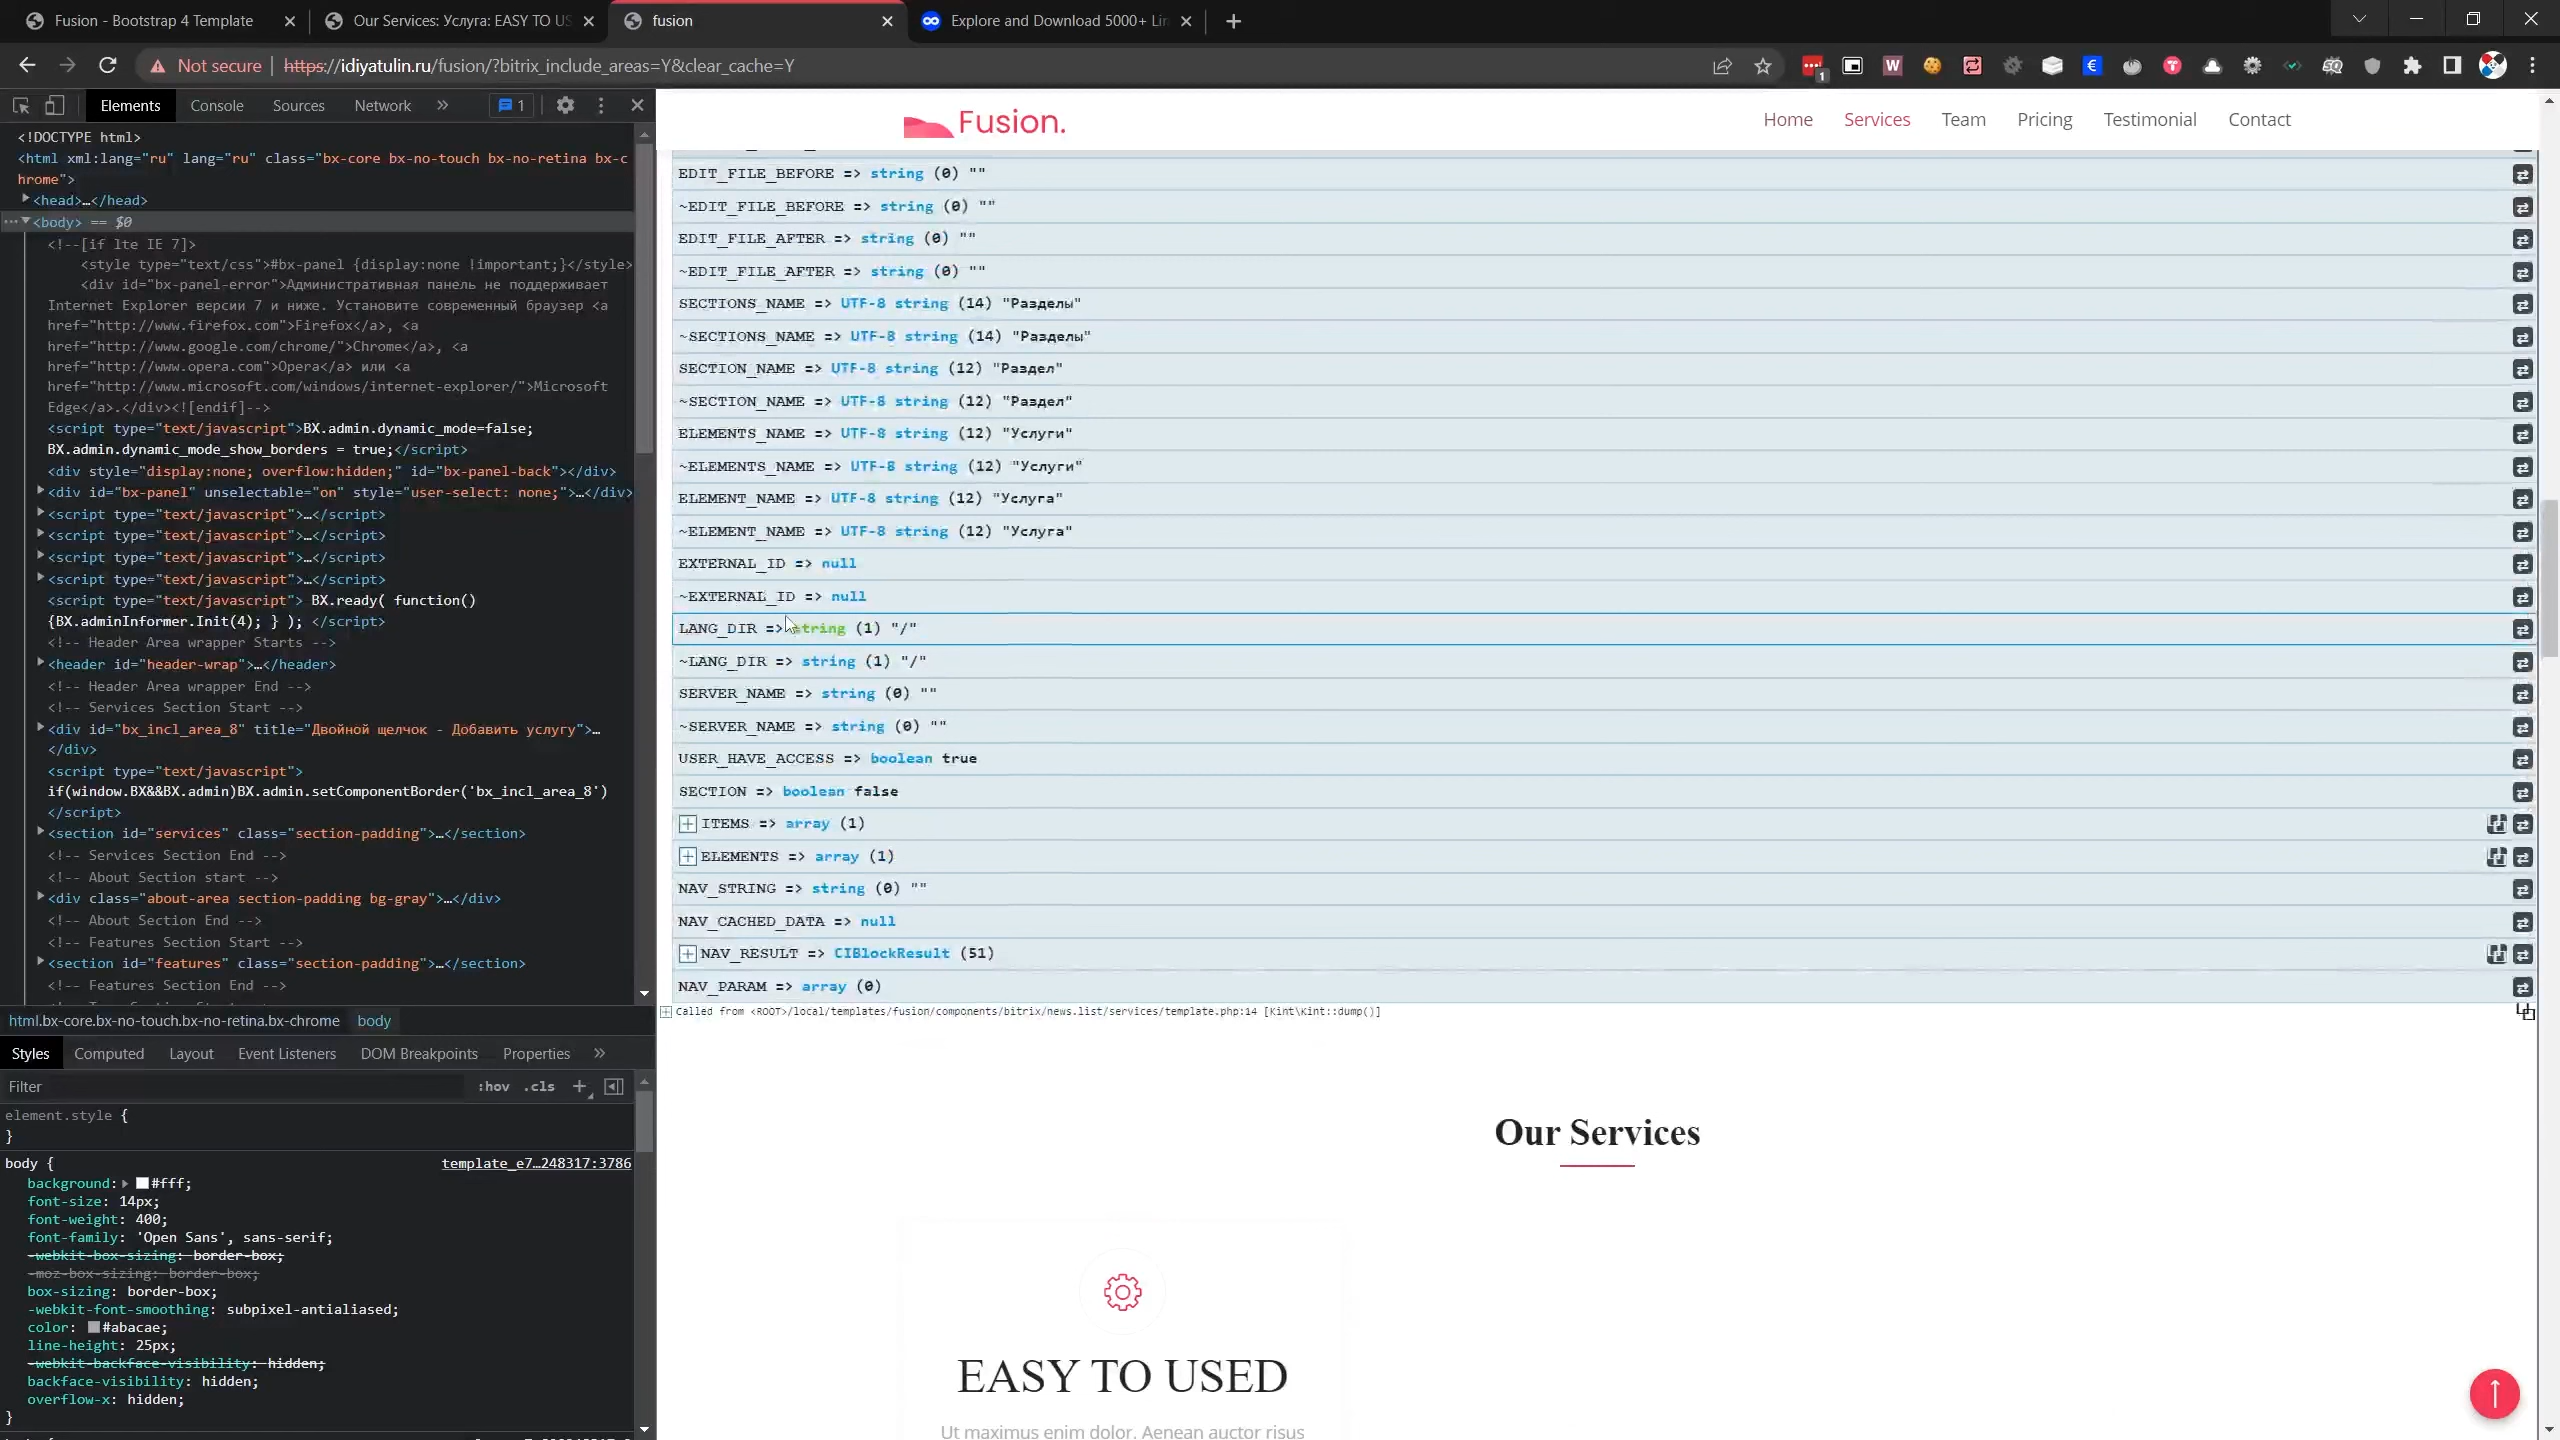 Fusion - Bootstrap 4 Template
Our Services: Услуга: EASY TO US
fusion
Explore and Download 5000+ Lin
Not secure
https://idiyatulin.ru/fusion/?bitrix_include_areas=Y&clear_cache=Y
Elements
Console
Sources
Network
1
<!DOCTYPE html>
<html xml:lang="ru" lang="ru" class="bx-core bx-no-touch bx-no-retina bx-c
hrome">
<head>…</head>
<body> == $0
<!--[if lte IE 7]>
<style type="text/css">#bx-panel {display:none !important;}</style>
<div id="bx-panel-error">Административная панель не поддерживает
Internet Explorer версии 7 и ниже. Установите современный браузер <a
href="http://www.firefox.com">Firefox</a>, <a
href="http://www.google.com/chrome/">Chrome</a>, <a
href="http://www.opera.com">Opera</a> или <a
href="http://www.microsoft.com/windows/internet-explorer/">Microsoft
Edge</a>.</div><![endif]-->
<script type="text/javascript">BX.admin.dynamic_mode=false;
BX.admin.dynamic_mode_show_borders = true;</script>
<div style="display:none; overflow:hidden;" id="bx-panel-back"></div>
<div id="bx-panel" unselectable="on" style="user-select: none;">…</div>
<script type="text/javascript">…</script>
<script type="text/javascript">…</script>
<script type="text/javascript">…</script>
<script type="text/javascript">…</script>
<script type="text/javascript"> BX.ready( function()
{BX.adminInformer.Init(4); } ); </script>
<!-- Header Area wrapper Starts -->
<header id="header-wrap">…</header>
<!-- Header Area wrapper End -->
<!-- Services Section Start -->
<div id="bx_incl_area_8" title="Двойной щелчок - Добавить услугу">…
</div>
<script type="text/javascript">
if(window.BX&&BX.admin)BX.admin.setComponentBorder('bx_incl_area_8')
</script>
<section id="services" class="section-padding">…</section>
<!-- Services Section End -->
<!-- About Section start -->
<div class="about-area section-padding bg-gray">…</div>
<!-- About Section End -->
<!-- Features Section Start -->
<section id="features" class="section-padding">…</section>
<!-- Features Section End -->
html.bx-core.bx-no-touch.bx-no-retina.bx-chrome body
Styles
Computed
Layout
Event Listeners
DOM Breakpoints
Properties
Filter
:hov .cls
element.style {
}
body {
template_e7…248317:3786
background: #fff;
font-size: 14px;
font-weight: 400;
font-family: 'Open Sans', sans-serif;
-webkit-box-sizing: border-box;
-moz-box-sizing: border-box;
box-sizing: border-box;
-webkit-font-smoothing: subpixel-antialiased;
color: #abacae;
line-height: 25px;
-webkit-backface-visibility: hidden;
backface-visibility: hidden;
overflow-x: hidden;
}
Fusion.
Home
Services
Team
Pricing
Testimonial
Contact
EDIT_FILE_BEFORE => string (0) ""
~EDIT_FILE_BEFORE => string (0) ""
EDIT_FILE_AFTER => string (0) ""
~EDIT_FILE_AFTER => string (0) ""
SECTIONS_NAME => UTF-8 string (14) "Разделы"
~SECTIONS_NAME => UTF-8 string (14) "Разделы"
SECTION_NAME => UTF-8 string (12) "Раздел"
~SECTION_NAME => UTF-8 string (12) "Раздел"
ELEMENTS_NAME => UTF-8 string (12) "Услуги"
~ELEMENTS_NAME => UTF-8 string (12) "Услуги"
ELEMENT_NAME => UTF-8 string (12) "Услуга"
~ELEMENT_NAME => UTF-8 string (12) "Услуга"
EXTERNAL_ID => null
~EXTERNAL_ID => null
LANG_DIR => string (1) "/"
~LANG_DIR => string (1) "/"
SERVER_NAME => string (0) ""
~SERVER_NAME => string (0) ""
USER_HAVE_ACCESS => boolean true
SECTION => boolean false
ITEMS => array (1)
ELEMENTS => array (1)
NAV_STRING => string (0) ""
NAV_CACHED_DATA => null
NAV_RESULT => CIBlockResult (51)
NAV_PARAM => array (0)
Called from <ROOT>/local/templates/fusion/components/bitrix/news.list/services/template.php:14 [Kint\Kint::dump()]
Our Services
EASY TO USED
Ut maximus enim dolor. Aenean auctor risus